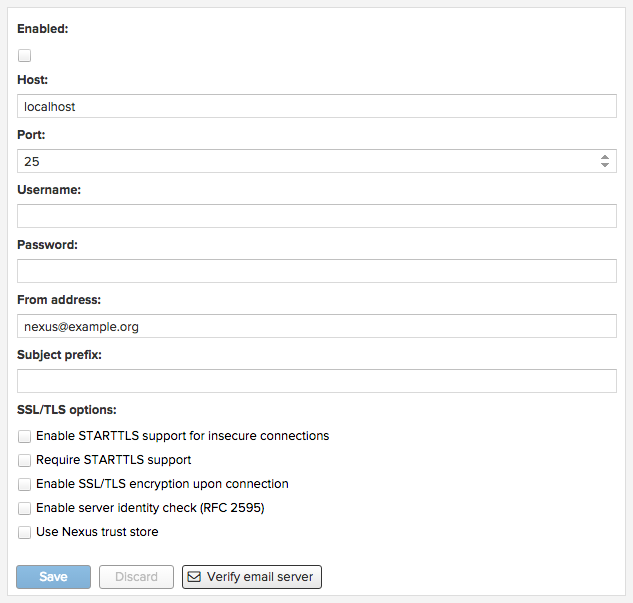 Enabled:
Host:
localhost
Port:
25
Username:
Password:
From address:
nexus@example.org
Subject prefix:
SSL/TLS options:
Enable STARTTLS support for insecure connections
Require STARTTLS support
Enable SSL/TLS encryption upon connection
Enable server identity check (RFC 2595)
Use Nexus trust store
Save Discard Verify email server